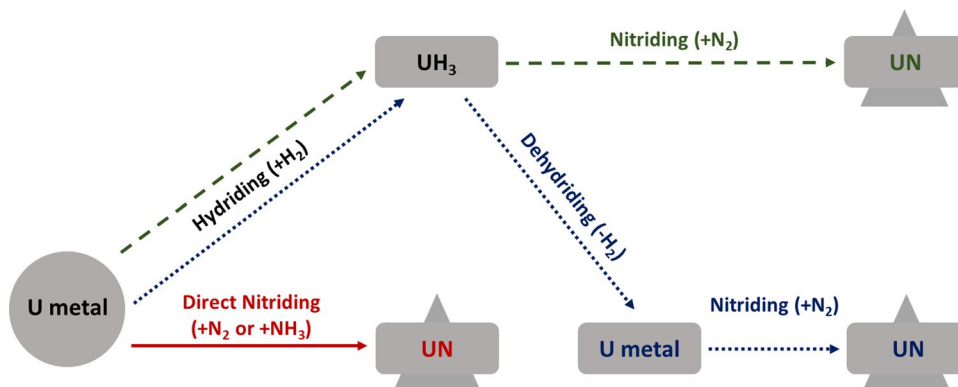 Nitriding (+N₂)
UH₃
UN
Hydriding (+H₂)
Dehydriding (-H₂)
U metal
Direct Nitriding
(+N₂ or +NH₃)
UN
U metal
Nitriding (+N₂)
UN